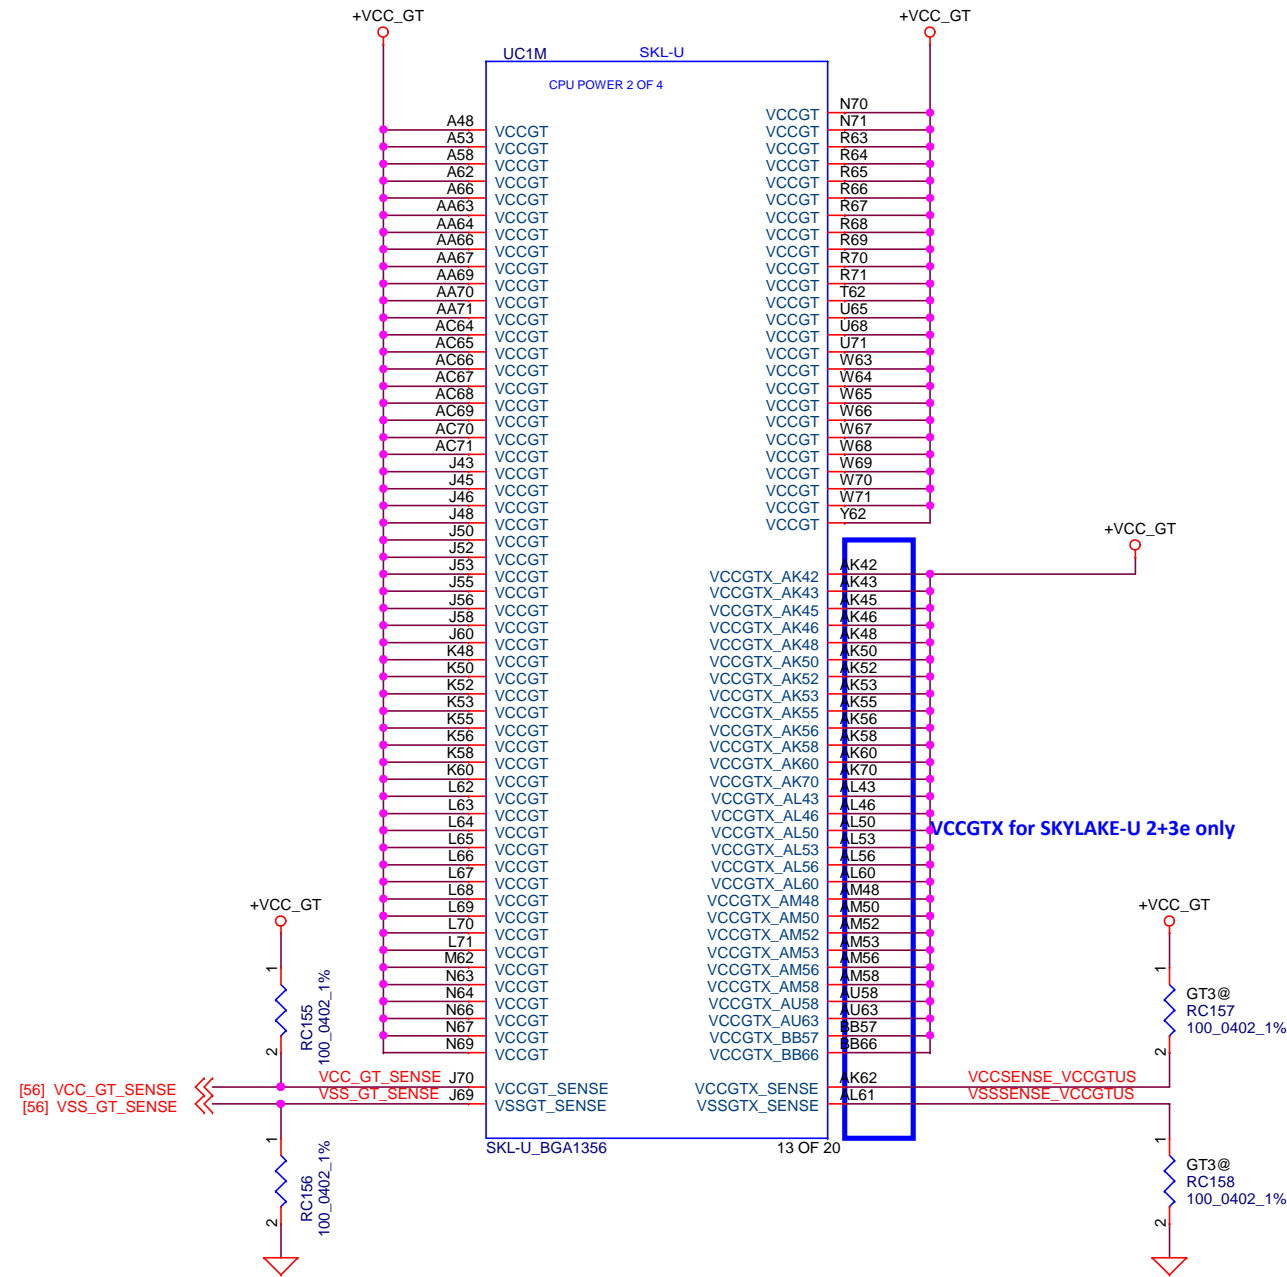 +VCC_GT
+VCC_GT
UC1M
SKL-U
CPU POWER 2 OF 4
A48 VCCGT
A53 VCCGT
A58 VCCGT
A62 VCCGT
A66 VCCGT
AA63 VCCGT
AA64 VCCGT
AA66 VCCGT
AA67 VCCGT
AA69 VCCGT
AA70 VCCGT
AA71 VCCGT
AC64 VCCGT
AC65 VCCGT
AC66 VCCGT
AC67 VCCGT
AC68 VCCGT
AC69 VCCGT
AC70 VCCGT
AC71 VCCGT
J43 VCCGT
J45 VCCGT
J46 VCCGT
J48 VCCGT
J50 VCCGT
J52 VCCGT
J53 VCCGT
J55 VCCGT
J56 VCCGT
J58 VCCGT
J60 VCCGT
K48 VCCGT
K50 VCCGT
K52 VCCGT
K53 VCCGT
K55 VCCGT
K56 VCCGT
K58 VCCGT
K60 VCCGT
L62 VCCGT
L63 VCCGT
L64 VCCGT
L65 VCCGT
L66 VCCGT
L67 VCCGT
L68 VCCGT
L69 VCCGT
L70 VCCGT
L71 VCCGT
M62 VCCGT
N63 VCCGT
N64 VCCGT
N66 VCCGT
N67 VCCGT
N69 VCCGT
VCCGT N70
VCCGT N71
VCCGT R63
VCCGT R64
VCCGT R65
VCCGT R66
VCCGT R67
VCCGT R68
VCCGT R69
VCCGT R70
VCCGT R71
VCCGT T62
VCCGT U65
VCCGT U68
VCCGT U71
VCCGT W63
VCCGT W64
VCCGT W65
VCCGT W66
VCCGT W67
VCCGT W68
VCCGT W69
VCCGT W70
VCCGT W71
VCCGT Y62
+VCC_GT
VCCGTX_AK42 AK42
VCCGTX_AK43 AK43
VCCGTX_AK45 AK45
VCCGTX_AK46 AK46
VCCGTX_AK48 AK48
VCCGTX_AK50 AK50
VCCGTX_AK52 AK52
VCCGTX_AK53 AK53
VCCGTX_AK55 AK55
VCCGTX_AK56 AK56
VCCGTX_AK58 AK58
VCCGTX_AK60 AK60
VCCGTX_AK70 AK70
VCCGTX_AL43 AL43
VCCGTX_AL46 AL46
VCCGTX_AL50 AL50
VCCGTX_AL53 AL53
VCCGTX_AL56 AL56
VCCGTX_AL60 AL60
VCCGTX_AM48 AM48
VCCGTX_AM50 AM50
VCCGTX_AM52 AM52
VCCGTX_AM53 AM53
VCCGTX_AM56 AM56
VCCGTX_AM58 AM58
VCCGTX_AU58 AU58
VCCGTX_AU63 AU63
VCCGTX_BB57 BB57
VCCGTX_BB66 BB66
VCCGTX for SKYLAKE-U 2+3e only
+VCC_GT
1
RC155
100_0402_1%
2
[56] VCC_GT_SENSE
[56] VSS_GT_SENSE
VCC_GT_SENSE J70 VCCGT_SENSE
VSS_GT_SENSE J69 VSSGT_SENSE
1
RC156
100_0402_1%
2
+VCC_GT
1
GT3@
RC157
100_0402_1%
2
VCCGTX_SENSE AK62 VCCSENSE_VCCGTUS
VSSGTX_SENSE AL61 VSSSENSE_VCCGTUS
1
GT3@
RC158
100_0402_1%
2
SKL-U_BGA1356
13 OF 20